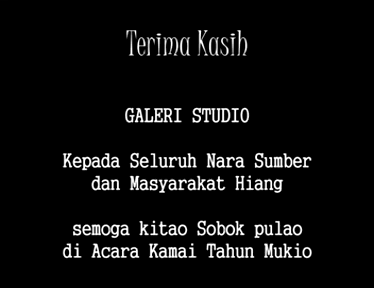 Terima Kasih
GALERI STUDIO
Kepada Seluruh Nara Sumber
dan Masyarakat Hiang
semoga kitao Sobok pulao
di Acara Kamai Tahun Mukio